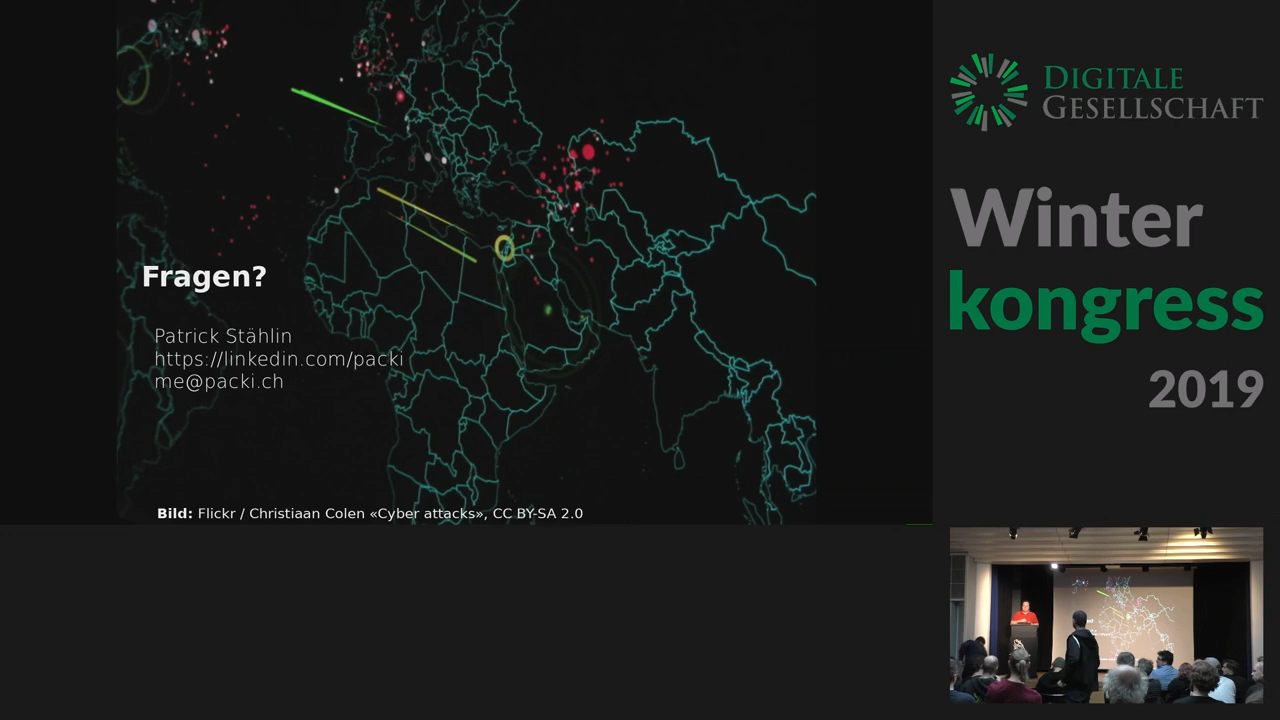 Fragen?
Patrick Stählin
https://linkedin.com/packi
me@packi.ch
Bild: Flickr / Christiaan Colen «Cyber attacks», CC BY-SA 2.0
DIGITALE
GESELLSCHAFT
Winter
kongress
2019